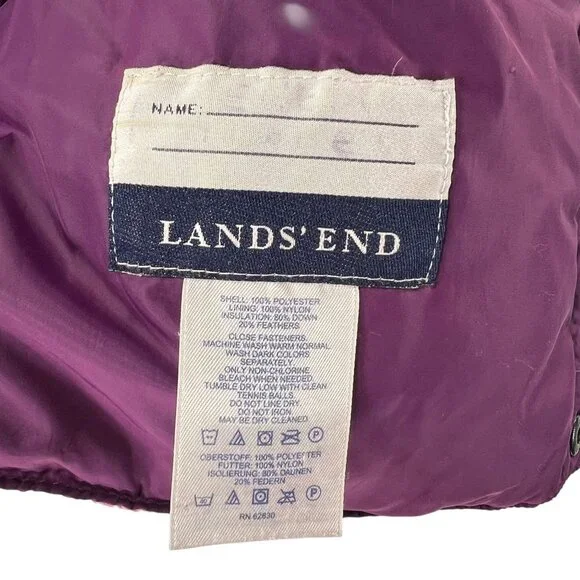 NAME:
LANDS' END
SHELL: 100% POLYESTER
LINING: 100% NYLON
INSULATION: 80% DOWN
20% FEATHERS
CLOSE FASTENERS.
MACHINE WASH WARM NORMAL
WASH DARK COLORS
SEPARATELY.
ONLY NON-CHLORINE
BLEACH WHEN NEEDED.
TUMBLE DRY LOW WITH CLEAN
TENNIS BALLS.
DO NOT LINE DRY.
DO NOT IRON.
MAY BE DRY CLEANED.
OBERSTOFF: 100% POLYESTER
FUTTER: 100% NYLON
ISOLIERUNG: 80% DAUNEN
20% FEDERN
RN 62830